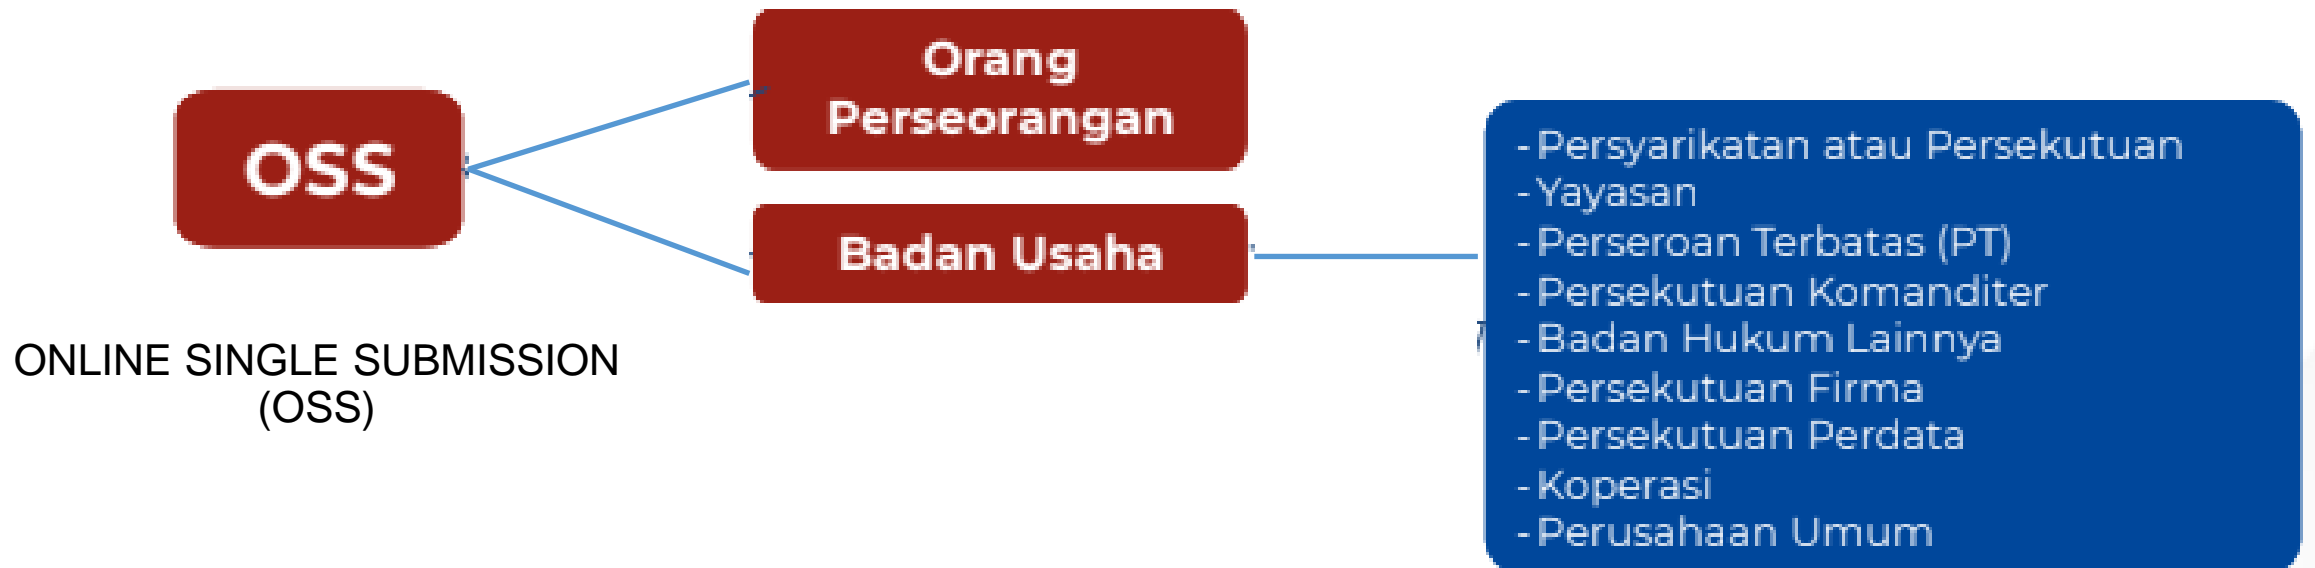 OSS
ONLINE SINGLE SUBMISSION
(OSS)
Orang
Perseorangan
Badan Usaha
-Persyarikatan atau Persekutuan
-Yayasan
-Perseroan Terbatas (PT)
-Persekutuan Komanditer
-Badan Hukum Lainnya
-Persekutuan Firma
-Persekutuan Perdata
-Koperasi
-Perusahaan Umum